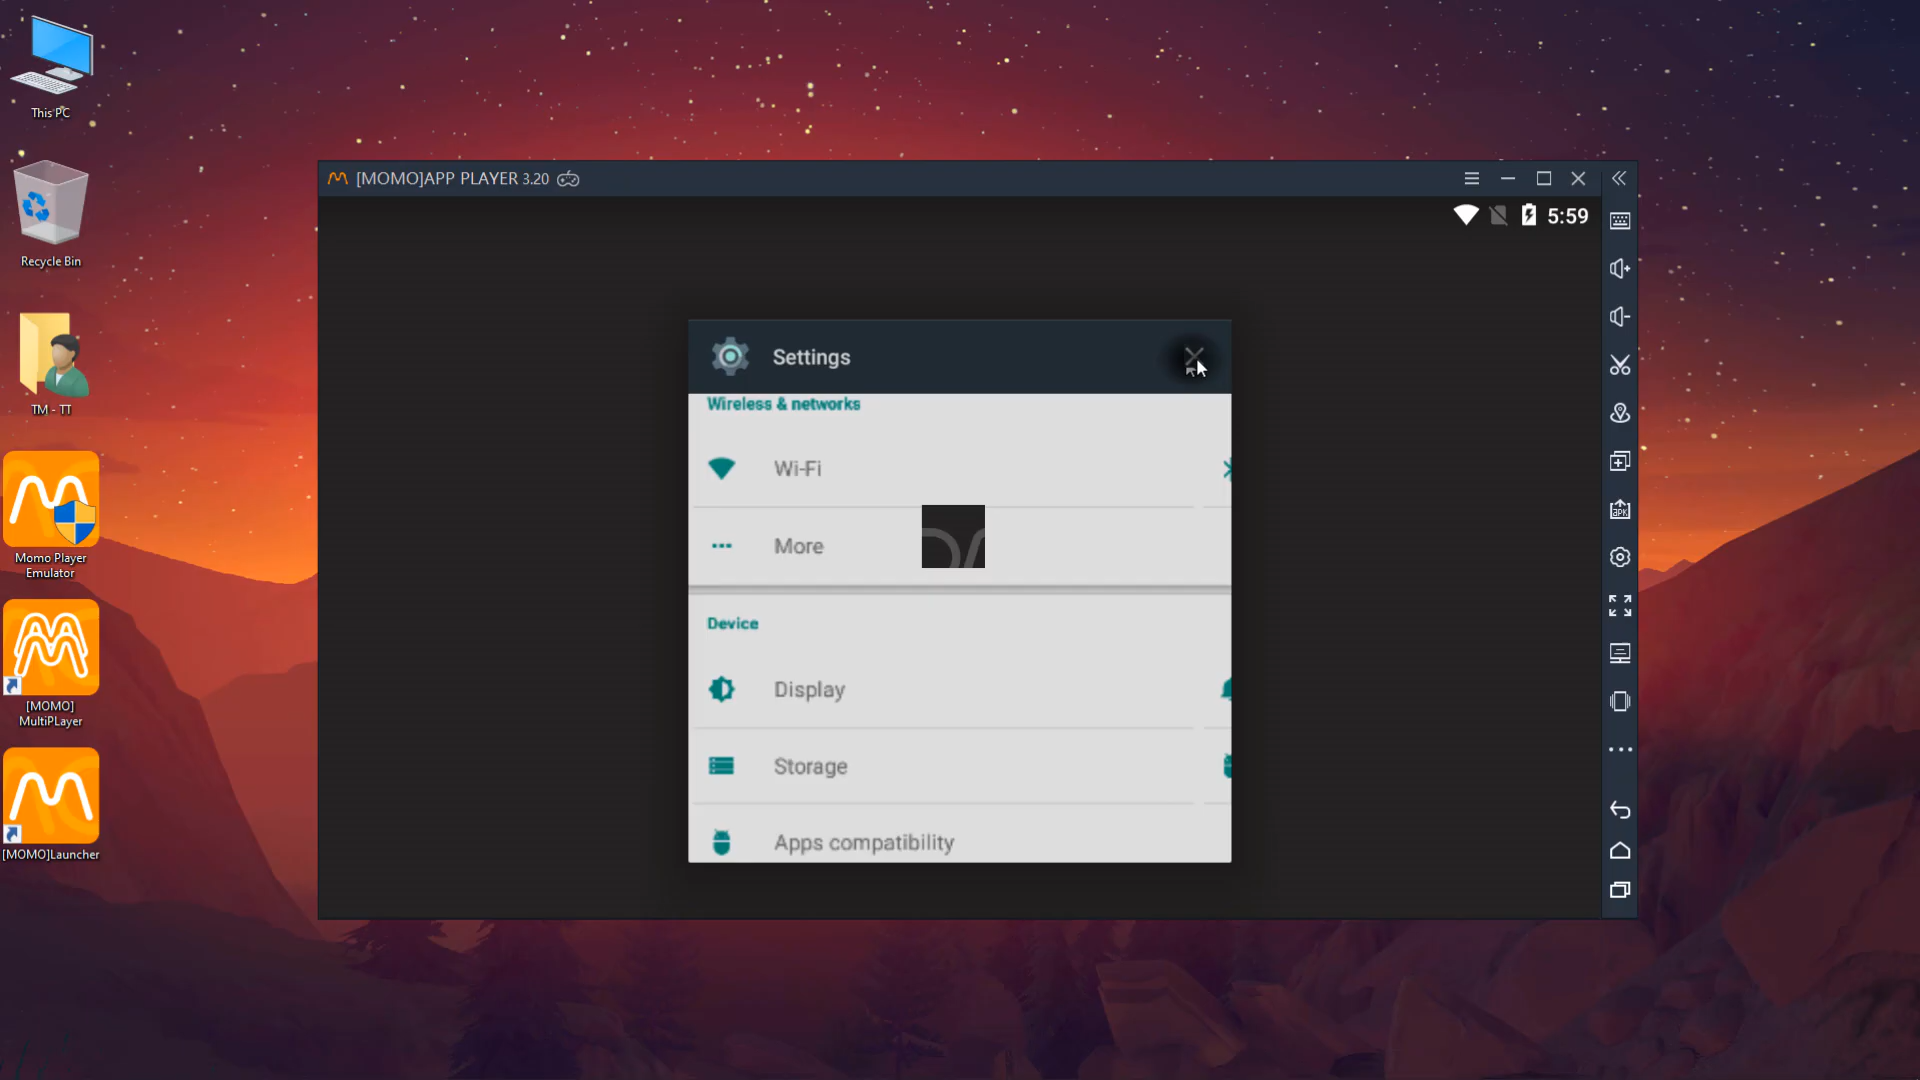 This PC
Recycle Bin
TM - TT
Momo Player
Emulator
[MOMO]
MultiPLayer
[MOMO]Launcher
[MOMO]APP PLAYER 3.20
5:59
Settings
Wireless & networks
Wi-Fi
More
Device
Display
Storage
Apps compatibility
APK